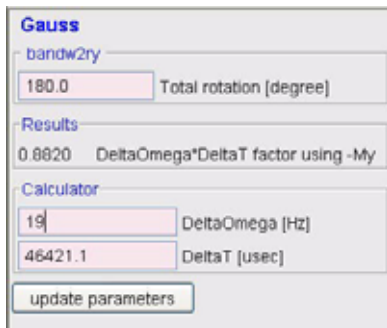 Gauss
bandw2ry
180.0 Total rotation [degree]
Results
0.8820 DeltaOmega*DeltaT factor using -My
Calculator
19 DeltaOmega [Hz]
46421.1 DeltaT [usec]
update parameters